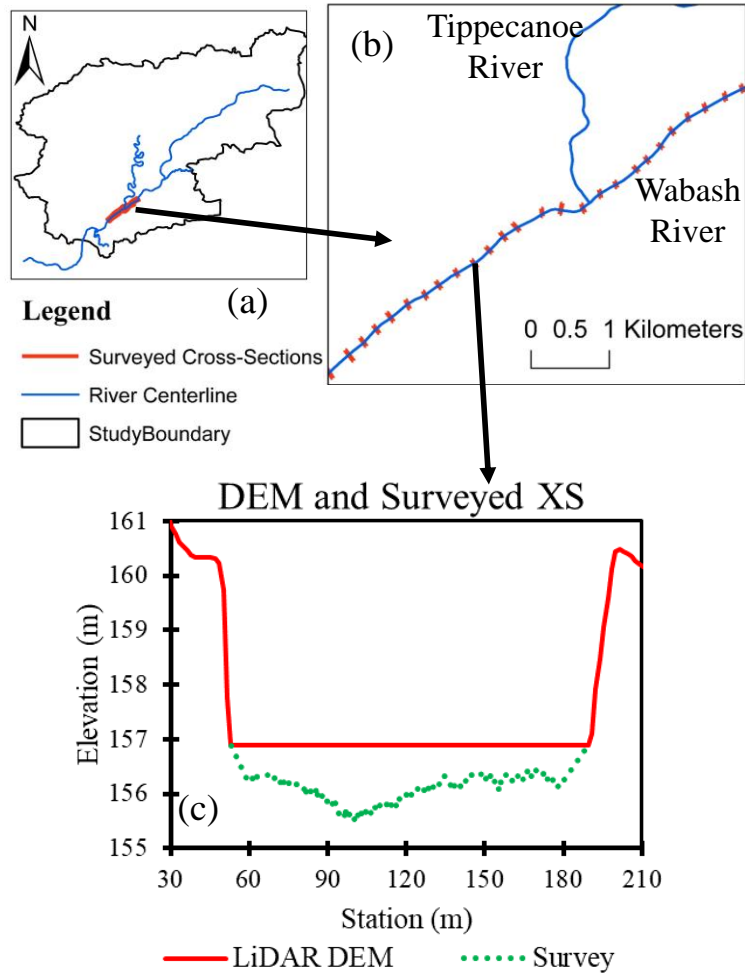 N
(a)
(b)
Tippecanoe
River
Wabash
River
0 0.5 1 Kilometers
Legend
Surveyed Cross-Sections
River Centerline
StudyBoundary
DEM and Surveyed XS
161
160
159
158
157
156
155
Elevation (m)
(c)
30 60 90 120 150 180 210
Station (m)
LiDAR DEM Survey